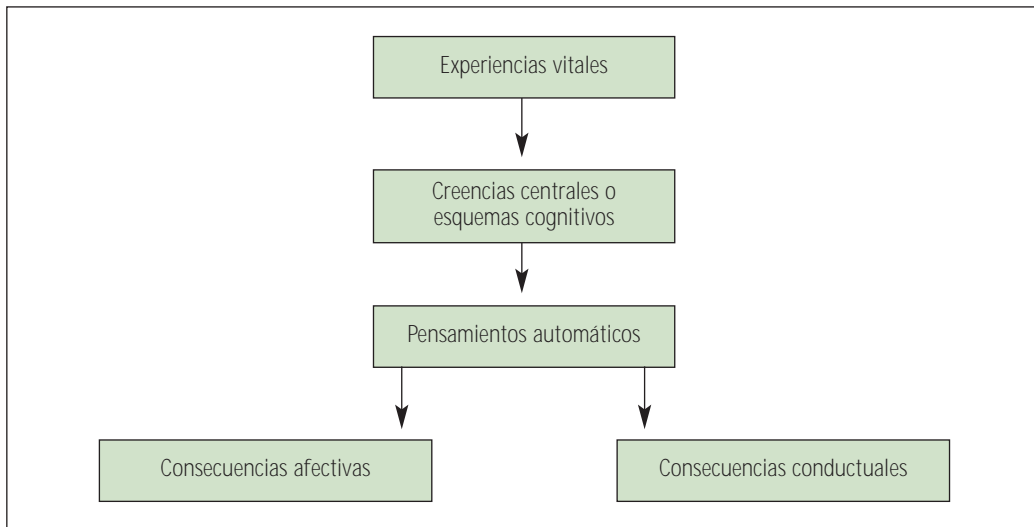 Experiencias vitales
Creencias centrales o
esquemas cognitivos
Pensamientos automáticos
Consecuencias afectivas
Consecuencias conductuales